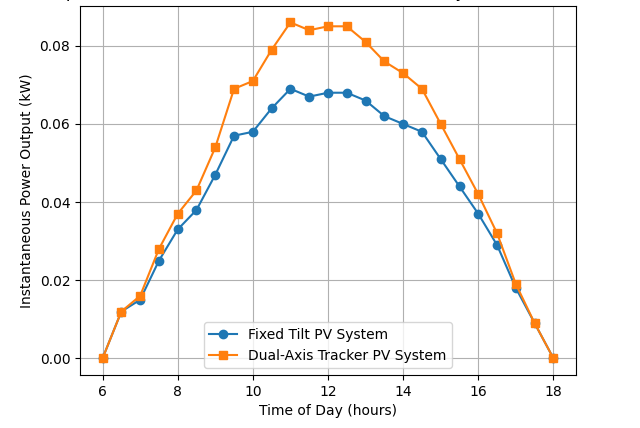 0.08
0.06
0.04
0.02
0.00
Instantaneous Power Output (kW)
Fixed Tilt PV System
Dual-Axis Tracker PV System
6 8 10 12 14 16 18
Time of Day (hours)